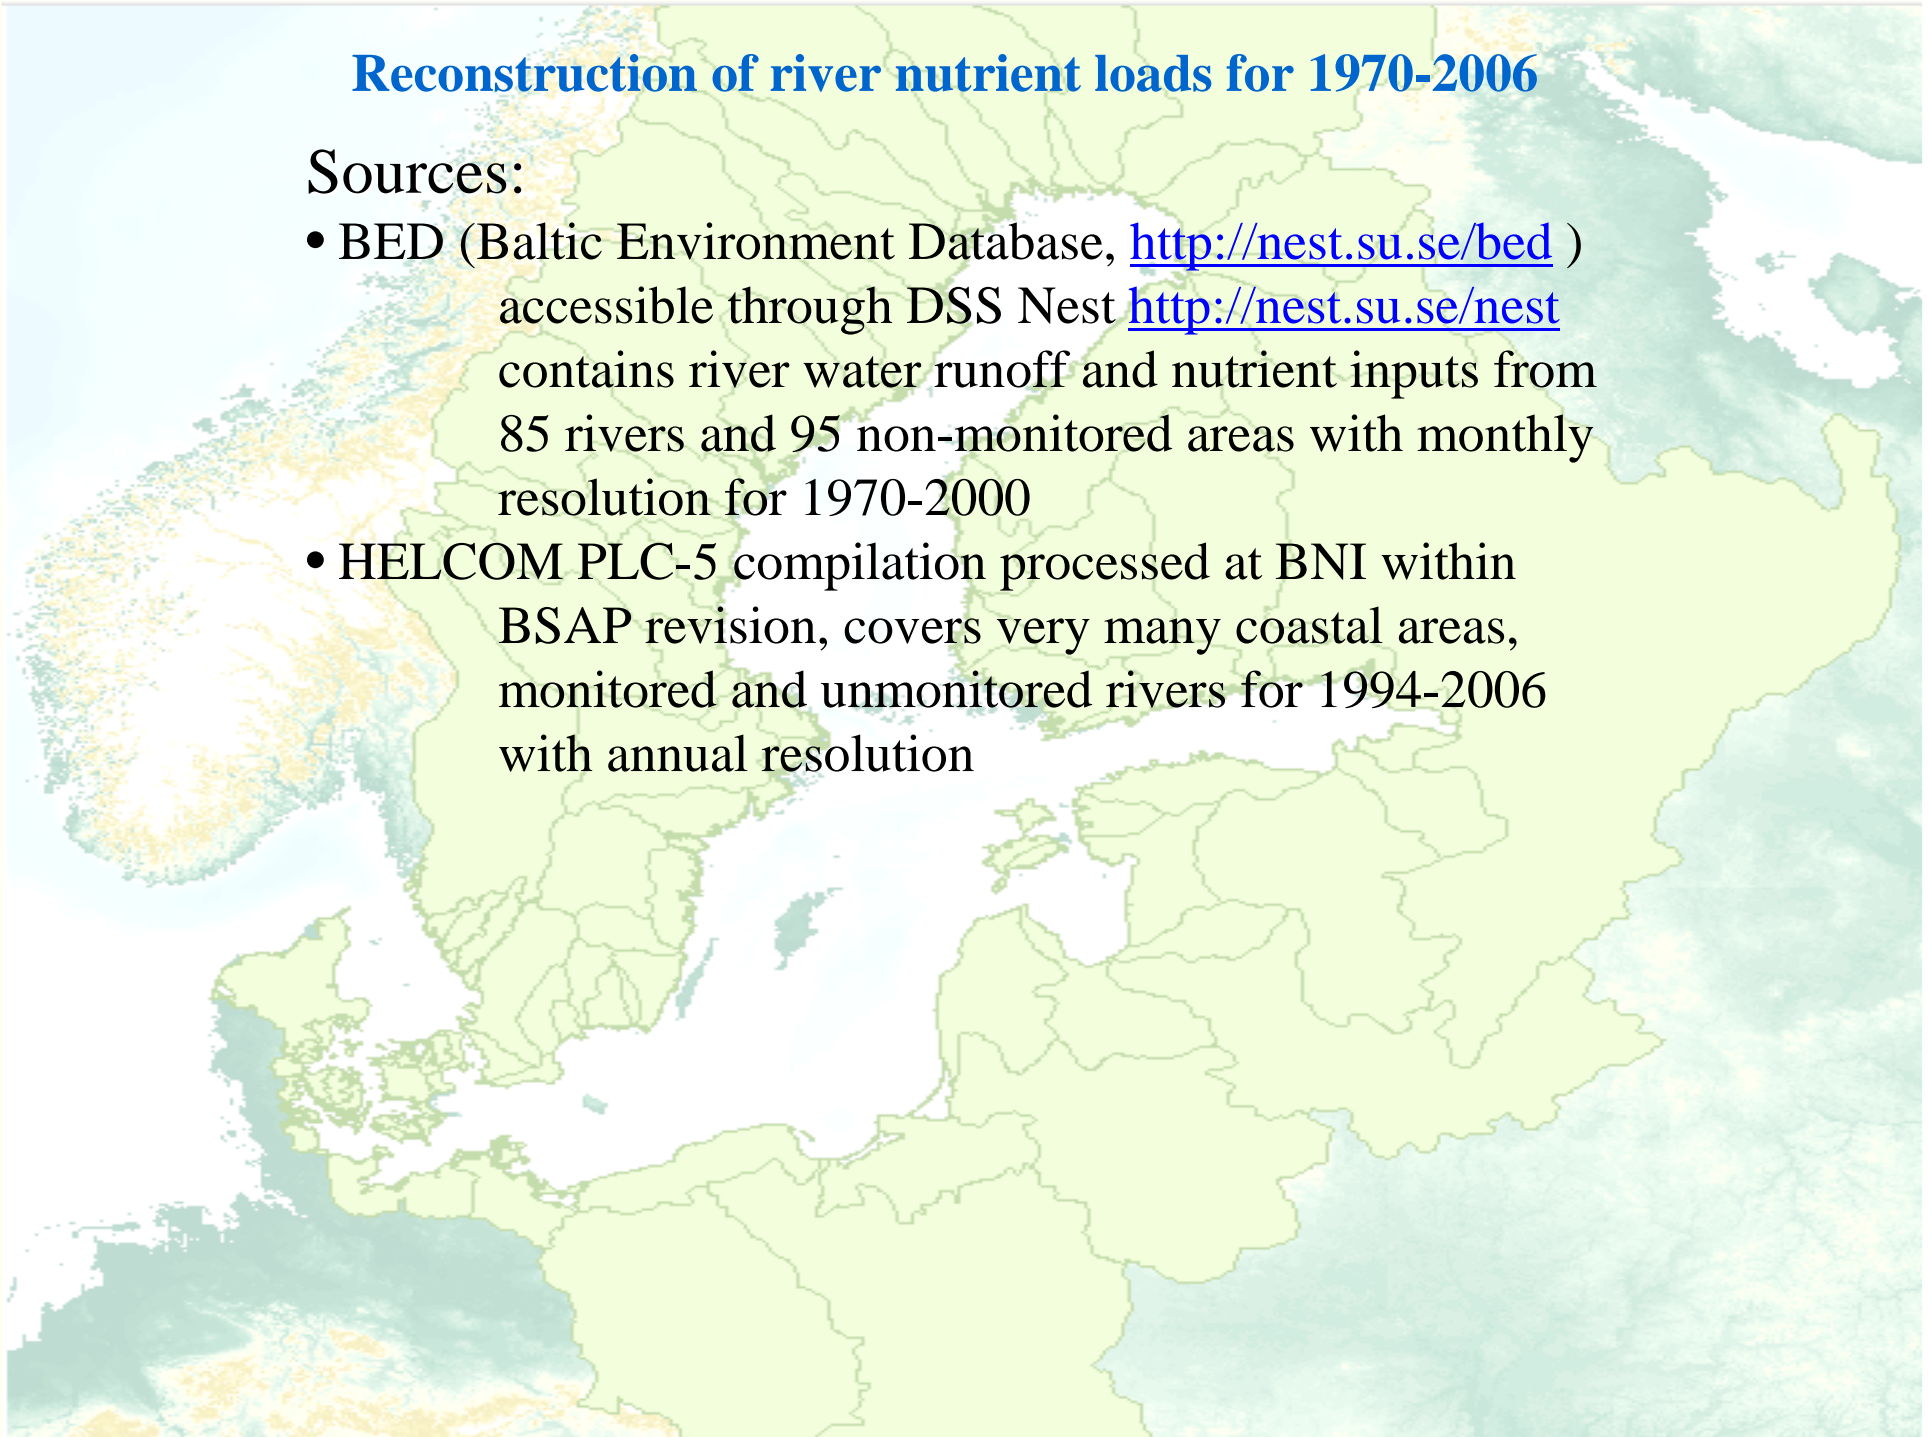 Reconstruction of river nutrient loads for 1970-2006
Sources:
• BED (Baltic Environment Database, http://nest.su.se/bed )
accessible through DSS Nest http://nest.su.se/nest
contains river water runoff and nutrient inputs from
85 rivers and 95 non-monitored areas with monthly
resolution for 1970-2000
• HELCOM PLC-5 compilation processed at BNI within
BSAP revision, covers very many coastal areas,
monitored and unmonitored rivers for 1994-2006
with annual resolution